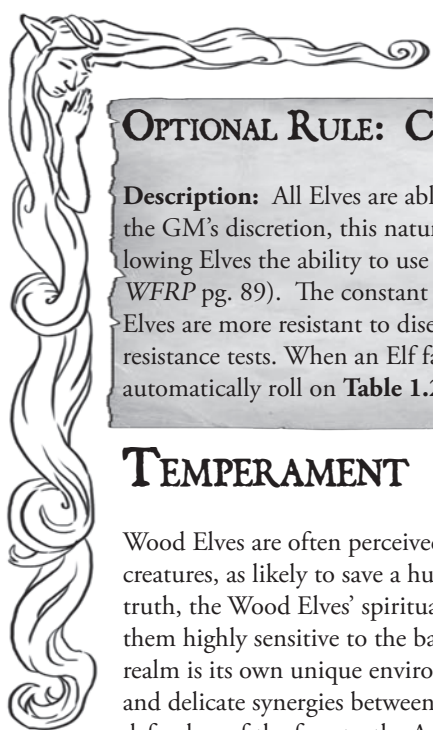 OPTIONAL RULE: C
Description: All Elves are abl
the GM's discretion, this natur
lowing Elves the ability to use
WFRP pg. 89). The constant
Elves are more resistant to dise
resistance tests. When an Elf fa
automatically roll on Table 1.2
TEMPERAMENT
Wood Elves are often perceived
creatures, as likely to save a hu
truth, the Wood Elves' spiritua
them highly sensitive to the ba
realm is its own unique enviro
and delicate synergies between